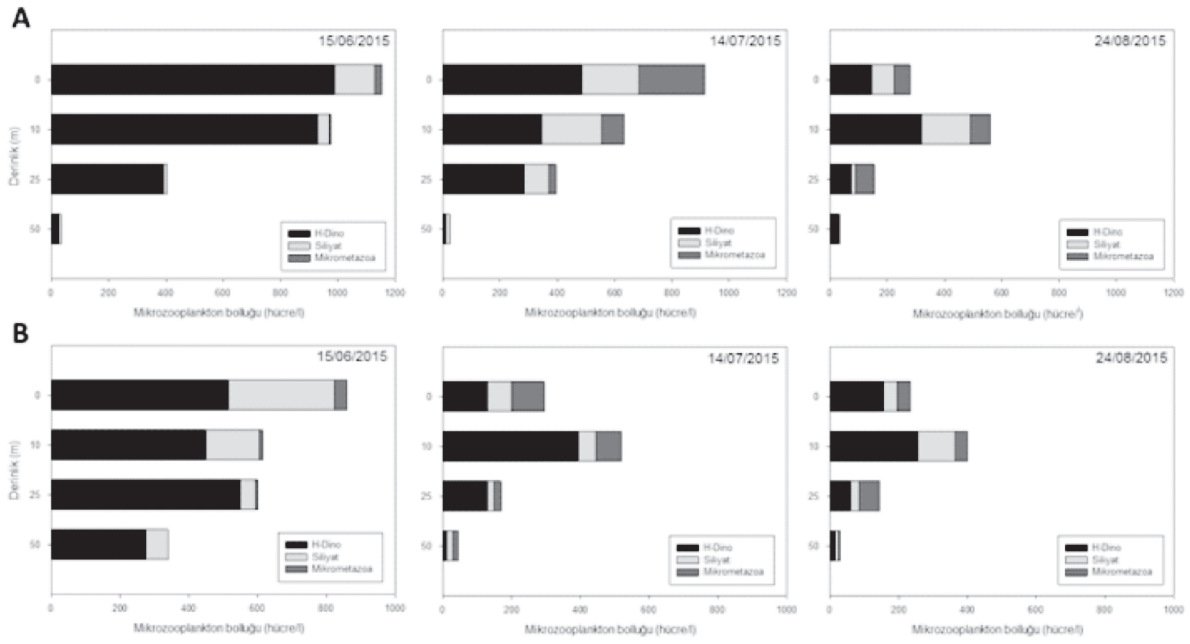 A
15/06/2015
0
10
25
50
Derinlik (m)
H-Dino
Siliyat
Mikrometazoa
0 200 400 600 800 1000 1200
Mikrozooplankton bolluğu (hücre/l)
14/07/2015
0
10
25
50
H-Dino
Siliyat
Mikrometazoa
0 200 400 600 800 1000 1200
Mikrozooplankton bolluğu (hücre/l)
24/08/2015
0
10
25
50
H-Dino
Siliyat
Mikrometazoa
0 200 400 600 800 1000 1200
Mikrozooplankton bolluğu
B
15/06/2015
0
10
25
50
Derinlik (m)
H-Dino
Siliyat
Mikrometazoa
0 200 400 600 800 1000
Mikrozooplankton bolluğu (hücre/l)
14/07/2015
0
10
25
50
H-Dino
Siliyat
Mikrometazoa
0 200 400 600 800 1000
Mikrozooplankton bolluğu (hücre/l)
24/08/2015
0
10
25
50
H-Dino
Siliyat
Mikrometazoa
0 200 400 600 800 1000
Mikrozooplankton bolluğu (hücre/l)